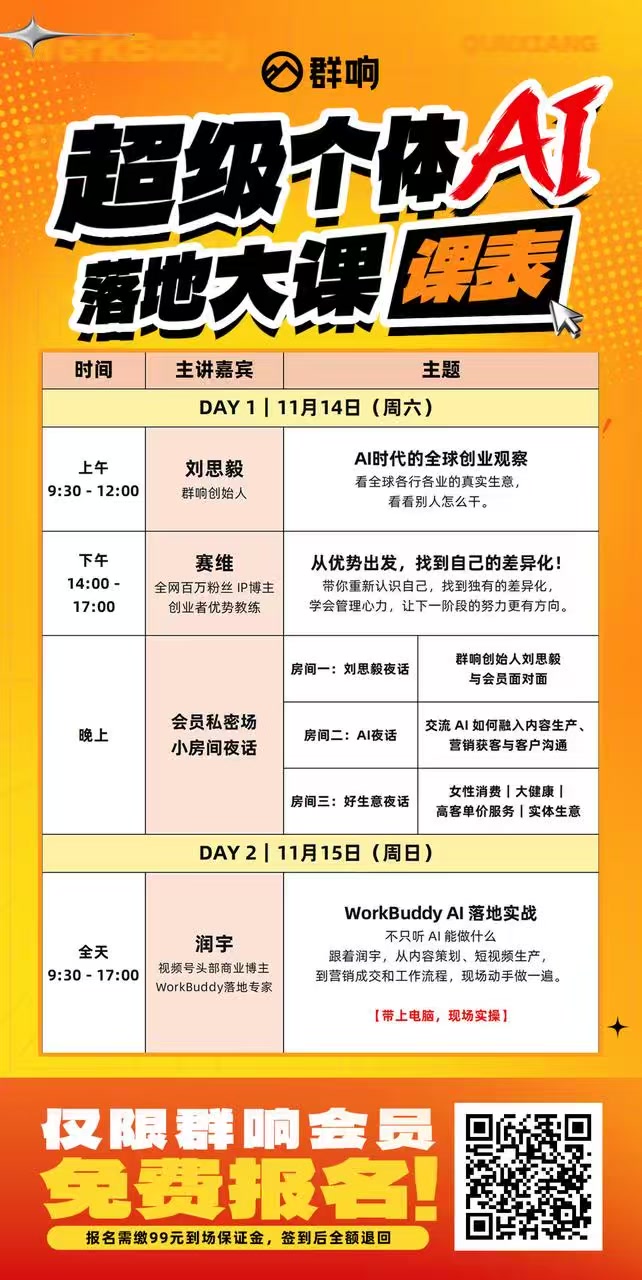 WorkBuddy
QUNXIANG
群响
超级个体AI
落地大课 课表
时间 主讲嘉宾 主题
DAY 1｜11月14日（周六）
上午
9:30 - 12:00
刘思毅
群响创始人
AI时代的全球创业观察
看全球各行各业的真实生意，
看看别人怎么干。
下午
14:00 -
17:00
赛维
全网百万粉丝 IP博主
创业者优势教练
从优势出发，找到自己的差异化！
带你重新认识自己，找到独有的差异化，
学会管理心力，让下一阶段的努力更有方向。
晚上
会员私密场
小房间夜话
房间一：刘思毅夜话
群响创始人刘思毅
与会员面对面
房间二：AI夜话
交流 AI 如何融入内容生产、
营销获客与客户沟通
房间三：好生意夜话
女性消费｜大健康｜
高客单价服务｜实体生意
DAY 2｜11月15日（周日）
全天
9:30 - 17:00
润宇
视频号头部商业博主
WorkBuddy落地专家
WorkBuddy AI 落地实战
不只听 AI 能做什么
跟着润宇，从内容策划、短视频生产，
到营销成交和工作流程，现场动手做一遍。
【带上电脑，现场实操】
仅限群响会员
免费报名！
报名需缴99元到场保证金，签到后全额退回